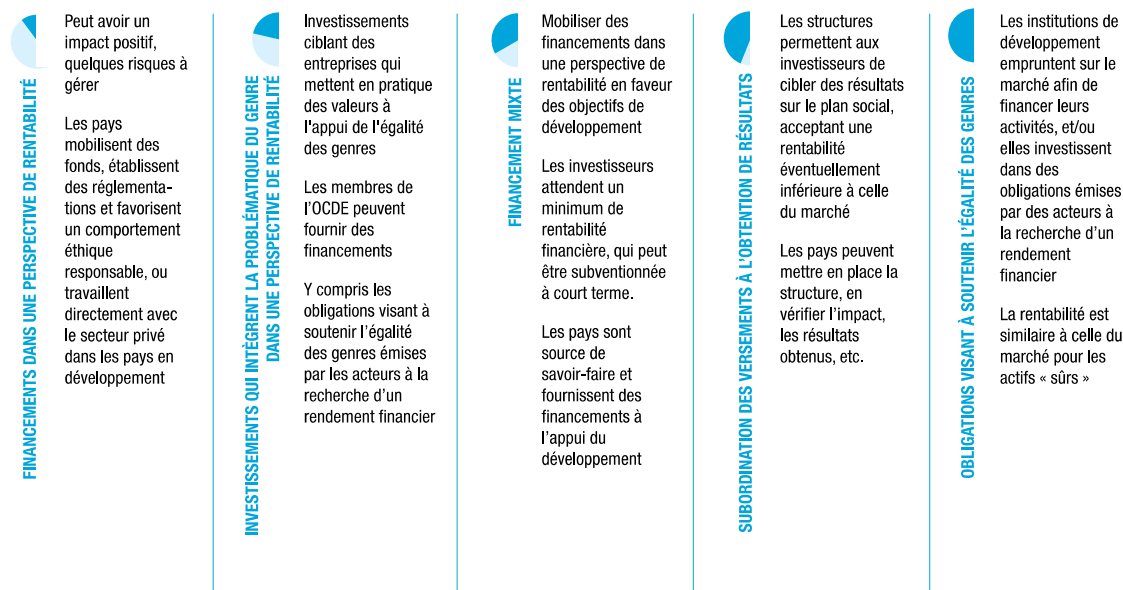 FINANCEMENTS DANS UNE PERSPECTIVE DE RENTABILITÉ
Peut avoir un
impact positif,
quelques risques à
gérer
Les pays
mobilisent des
fonds, établissent
des réglementa-
tions et favorisent
un comportement
éthique
responsable, ou
travaillent
directement avec
le secteur privé
dans les pays en
développement
INVESTISSEMENTS QUI INTÈGRENT LA PROBLÉMATIQUE DU GENRE
DANS UNE PERSPECTIVE DE RENTABILITÉ
Investissements
ciblant des
entreprises qui
mettent en pratique
des valeurs à
l'appui de l'égalité
des genres
Les membres de
l'OCDE peuvent
fournir des
financements
Y compris les
obligations visant à
soutenir l'égalité
des genres émises
par les acteurs à la
recherche d'un
rendement financier
FINANCEMENT MIXTE
Mobiliser des
financements dans
une perspective de
rentabilité en faveur
des objectifs de
développement
Les investisseurs
attendent un
minimum de
rentabilité
financière, qui peut
être subventionnée
à court terme.
Les pays sont
source de
savoir-faire et
fournissent des
financements à
l'appui du
développement
SUBORDINATION DES VERSEMENTS À L'OBTENTION DE RÉSULTATS
Les structures
permettent aux
investisseurs de
cibler des résultats
sur le plan social,
acceptant une
rentabilité
éventuellement
inférieure à celle
du marché
Les pays peuvent
mettre en place la
structure, en
vérifier l'impact,
les résultats
obtenus, etc.
OBLIGATIONS VISANT À SOUTENIR L'ÉGALITÉ DES GENRES
Les institutions de
développement
empruntent sur le
marché afin de
financer leurs
activités, et/ou
elles investissent
dans des
obligations émises
par des acteurs à
la recherche d'un
rendement
financier
La rentabilité est
similaire à celle du
marché pour les
actifs « sûrs »